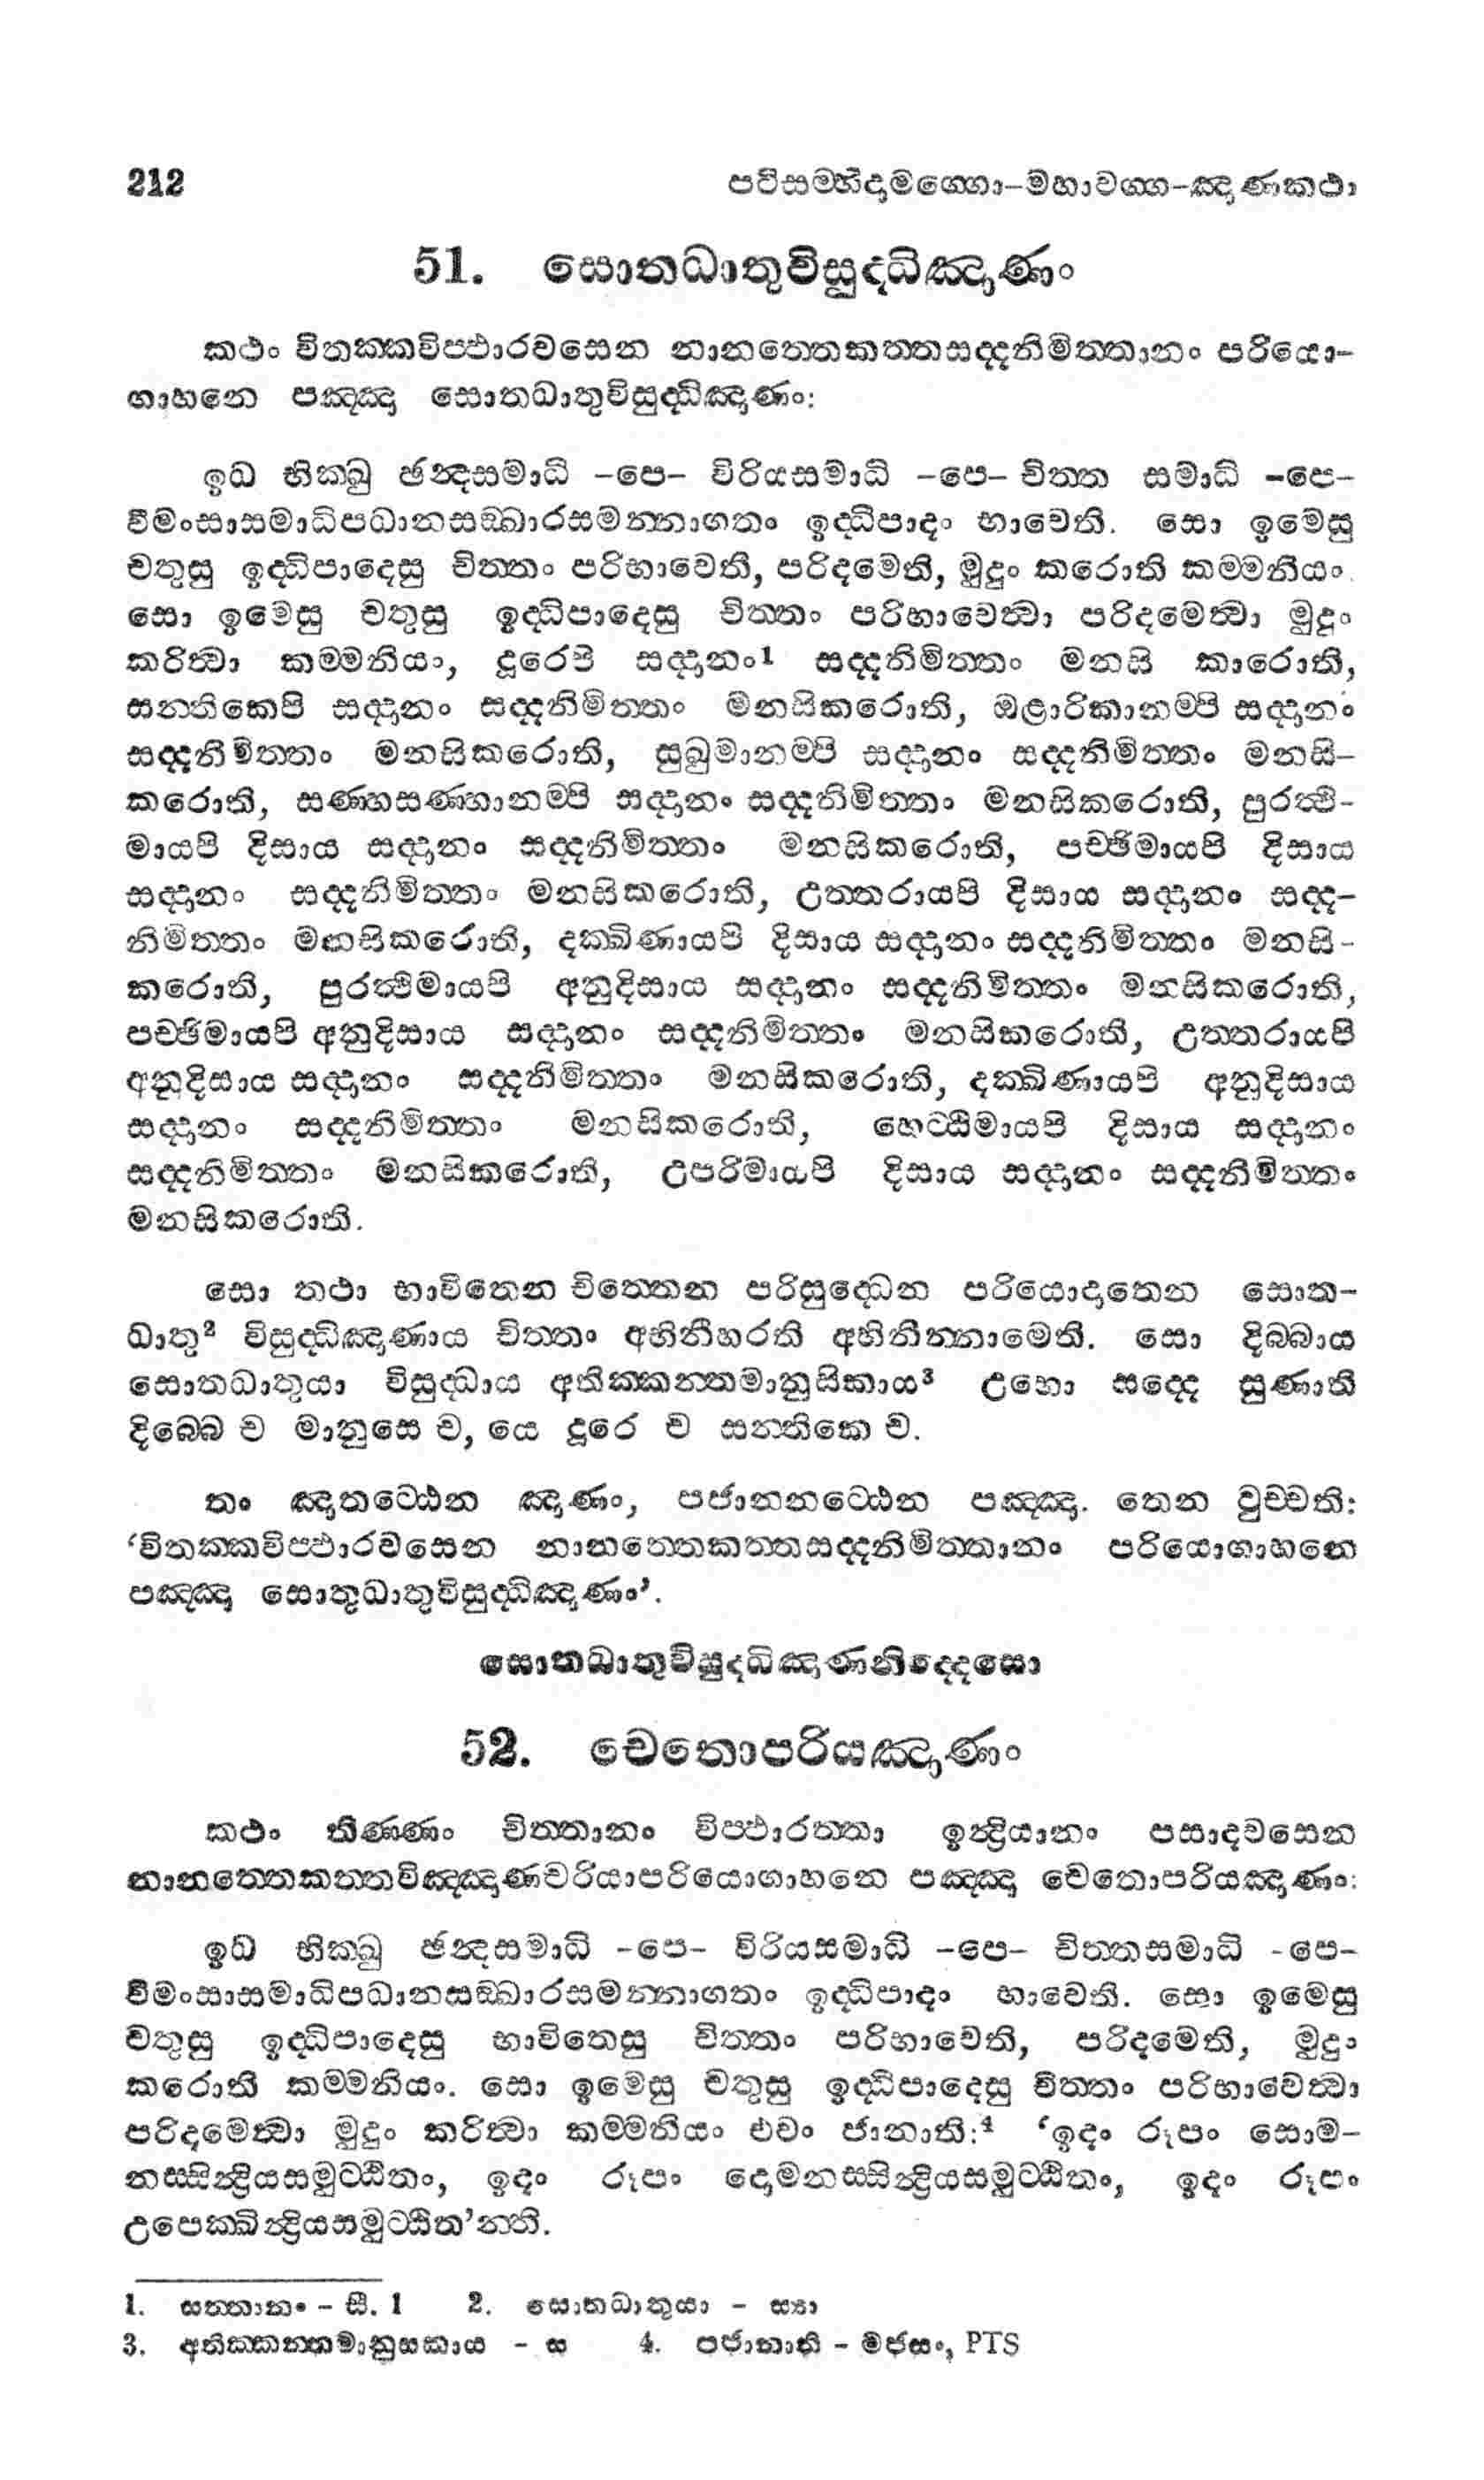 212 පටිසම්භිදාමග්ගො–මහාවග්ග–ඤාණකථා
51. සොතධාතුවිසුද්ධිඤාණං
කථං විතක්කවිප්ඵාරවසෙන නානත්තෙකත්තසද්දනිමිත්තානං පරියො–
ගාහනෙ පඤ්ඤා සොතධාතුවිසුද්ධිඤාණං:
ඉධ භික්ඛු ඡන්දසමාධි –පෙ– විරියසමාධි –පෙ– චිත්ත සමාධි –පෙ–
වීමංසාසමාධිපධානසඞ්ඛාරසමන්නාගතං ඉද්ධිපාදං භාවෙති. සො ඉමෙසු
චතුසු ඉද්ධිපාදෙසු චිත්තං පරිභාවෙති, පරිදමෙති, මුදුං කරොති කම්මනියං.
සො ඉමෙසු චතුසු ඉද්ධිපාදෙසු චිත්තං පරිභාවෙත්වා පරිදමෙත්වා මුදුං
කරිත්වා කම්මනියං, දූරෙපි සද්දානං1 සද්දනිමිත්තං මනසි කාරොති,
සන්තිකෙපි සද්දානං සද්දනිමිත්තං මනසිකරොති, ඔළාරිකානම්පි සද්දානං
සද්දනිමිත්තං මනසිකරොති, සුඛුමානම්පි සද්දානං සද්දනිමිත්තං මනසි–
කරොති, සණ්හසණ්හානම්පි සද්දානං සද්දනිමිත්තං මනසිකරොති, පුරත්ථි–
මායපි දිසාය සද්දානං සද්දනිමිත්තං මනසිකරොති, පච්ඡිමායපි දිසාය
සද්දානං සද්දනිමිත්තං මනසිකරොති, උත්තරායපි දිසාය සද්දානං සද්ද–
නිමිත්තං මනසිකරොති, දක්ඛිණායපි දිසාය සද්දානං සද්දනිමිත්තං මනසි–
කරොති, පුරත්ථිමායපි අනුදිසාය සද්දානං සද්දනිමිත්තං මනසිකරොති,
පච්ඡිමායපි අනුදිසාය සද්දානං සද්දනිමිත්තං මනසිකරොති, උත්තරායපි
අනුදිසාය සද්දානං සද්දනිමිත්තං මනසිකරොති, දක්ඛිණායපි අනුදිසාය
සද්දානං සද්දනිමිත්තං මනසිකරොති, හෙට්ඨිමායපි දිසාය සද්දානං
සද්දනිමිත්තං මනසිකරොති, උපරිමායපි දිසාය සද්දානං සද්දනිමිත්තං
මනසිකරොති.
සො තථා භාවිතෙන චිත්තෙන පරිසුද්ධෙන පරියොදාතෙන සොත–
ධාතු2 විසුද්ධිඤාණාය චිත්තං අභිනීහරති අභිනින්නාමෙති. සො දිබ්බාය
සොතධාතුයා විසුද්ධාය අතික්කන්තමානුසිකාය3 උභො සද්දෙ සුණාති
දිබ්බෙ ච මානුසෙ ච, යෙ දූරෙ ච සන්තිකෙ ච.
තං ඤාතට්ඨෙන ඤාණං, පජානනට්ඨෙන පඤ්ඤා. තෙන වුච්චති:
‘විතක්කවිප්ඵාරවසෙන නානත්තෙකත්තසද්දනිමිත්තානං පරියොගාහනෙ
පඤ්ඤා සොතුධාතුවිසුද්ධිඤාණං’.
සොතධාතුවිසුද්ධිඤාණනිද්දෙසො
52. චෙතොපරියඤාණං
කථං තිණ්ණං චිත්තානං විප්ඵාරත්තා ඉන්ද්‍රියානං පසාදවසෙන
නානත්තෙකත්තවිඤ්ඤාණචරියාපරියොගාහනෙ පඤ්ඤා චෙතොපරියඤාණං:
ඉධ භික්ඛු ඡන්දසමාධි –පෙ– විරියසමාධි –පෙ– චිත්තසමාධි –පෙ–
වීමංසාසමාධිපධානසඞ්ඛාරසමන්නාගතං ඉද්ධිපාදං භාවෙති. සො ඉමෙසු
චතුසු ඉද්ධිපාදෙසු භාවිතෙසු චිත්තං පරිභාවෙති, පරිදමෙති, මුදුං
කරොති කම්මනියං. සො ඉමෙසු චතුසු ඉද්ධිපාදෙසු චිත්තං පරිභාවෙත්වා
පරිදමෙත්වා මුදුං කරිත්වා කම්මනියං එවං ජානාති:4 ‘ඉදං රූපං සොම–
නස්සින්ද්‍රියසමුට්ඨිතං, ඉදං රූපං දොමනස්සින්ද්‍රියසමුට්ඨිතං, ඉදං රූපං
උපෙක්ඛින්ද්‍රියසමුට්ඨිත’න්ති.
1. සත්තානං – සී. 1 2. සොතධාතුයා – ස්‍යා
3. අතික්කන්තමානුසකාය – ස 4. පජානාති – මජසං, PTS